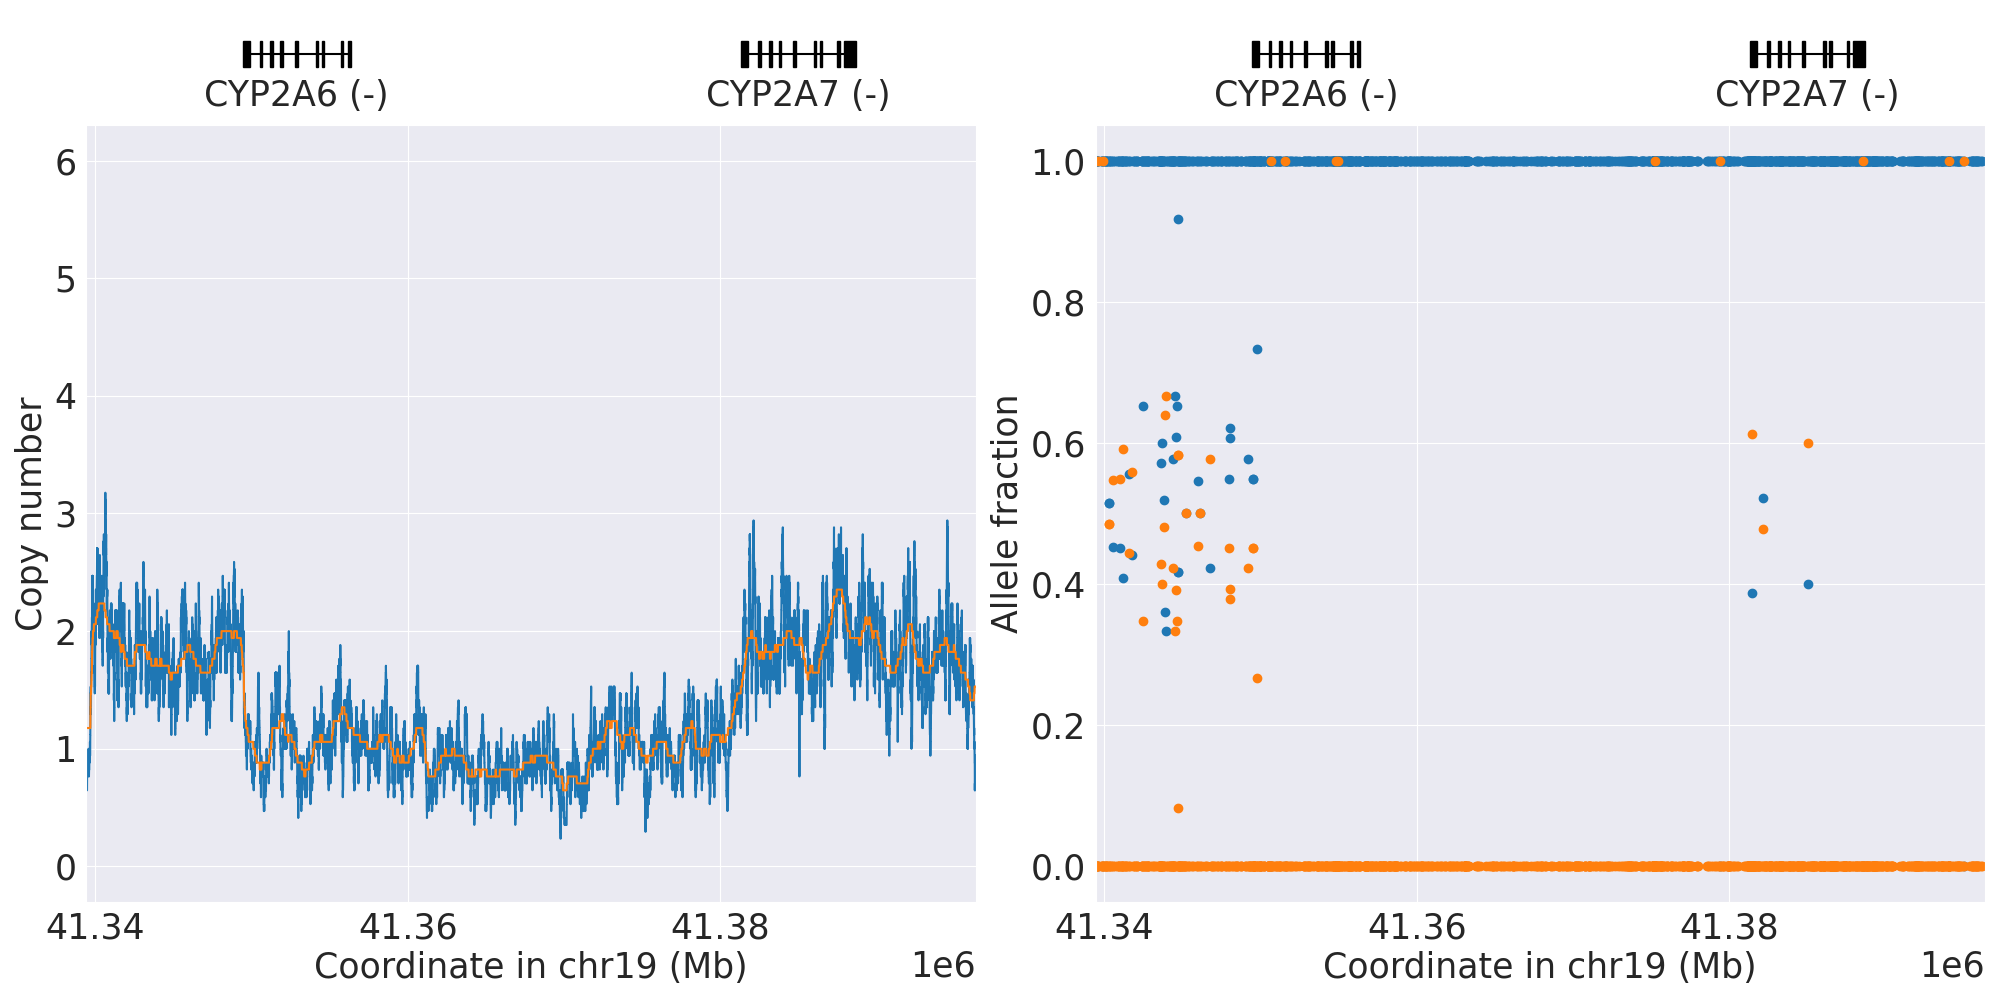 CYP2A6 (-)
CYP2A7 (-)
6
5
4
3
2
1
0
Copy number
41.34
41.36
41.38
Coordinate in chr19 (Mb)
1e6
CYP2A6 (-)
CYP2A7 (-)
1.0
0.8
0.6
0.4
0.2
0.0
Allele fraction
41.34
41.36
41.38
Coordinate in chr19 (Mb)
1e6